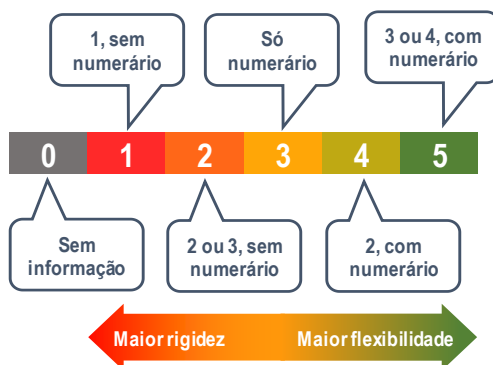 1, sem
numerário
Só
numerário
3 ou 4, com
numerário
0 1 2 3 4 5
Sem
informação
2 ou 3, sem
numerário
2, com
numerário
Maior rigidez Maior flexibilidade